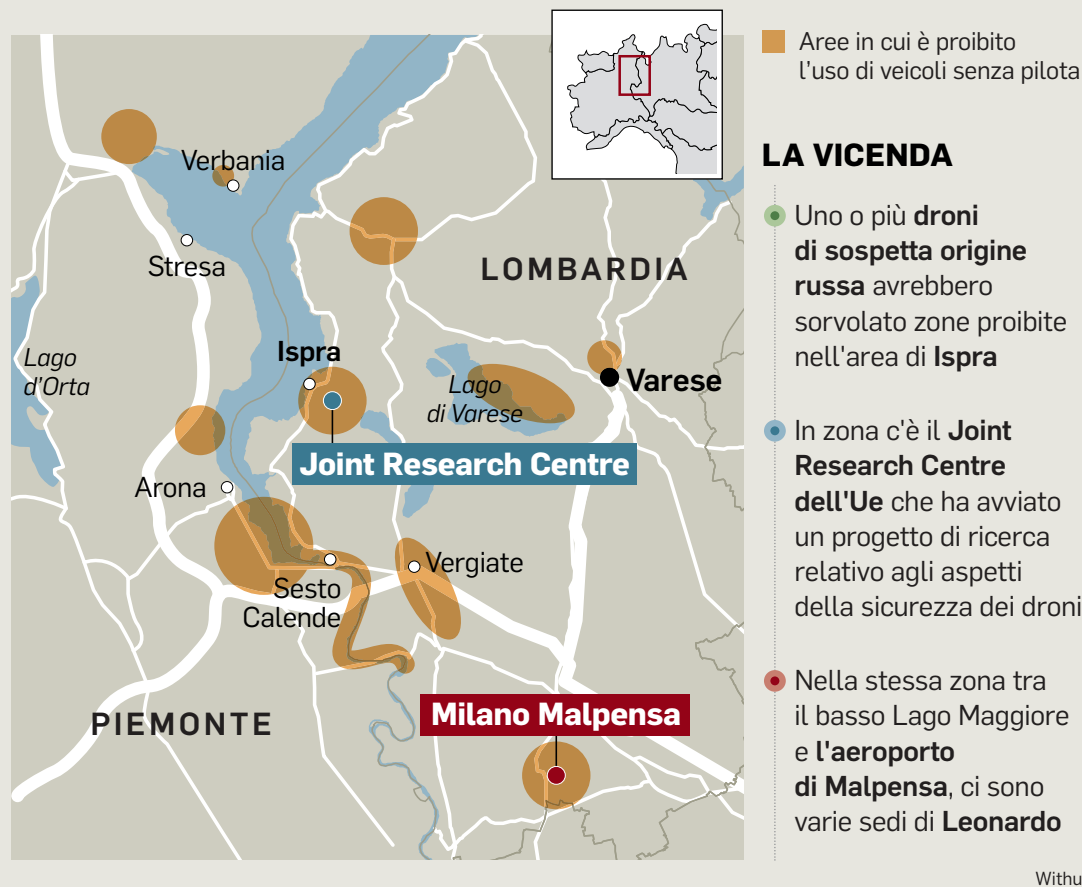 Aree in cui è proibito
l'uso di veicoli senza pilota
Verbania
Stresa
LOMBARDIA
Lago
d'Orta
Ispra
Lago
di Varese
Varese
Joint Research Centre
Arona
Vergiate
Sesto
Calende
PIEMONTE
Milano Malpensa
LA VICENDA
Uno o più droni
di sospetta origine
russa avrebbero
sorvolato zone proibite
nell'area di Ispra
In zona c'è il Joint
Research Centre
dell'Ue che ha avviato
un progetto di ricerca
relativo agli aspetti
della sicurezza dei droni
Nella stessa zona tra
il basso Lago Maggiore
e l'aeroporto
di Malpensa, ci sono
varie sedi di Leonardo
Withu